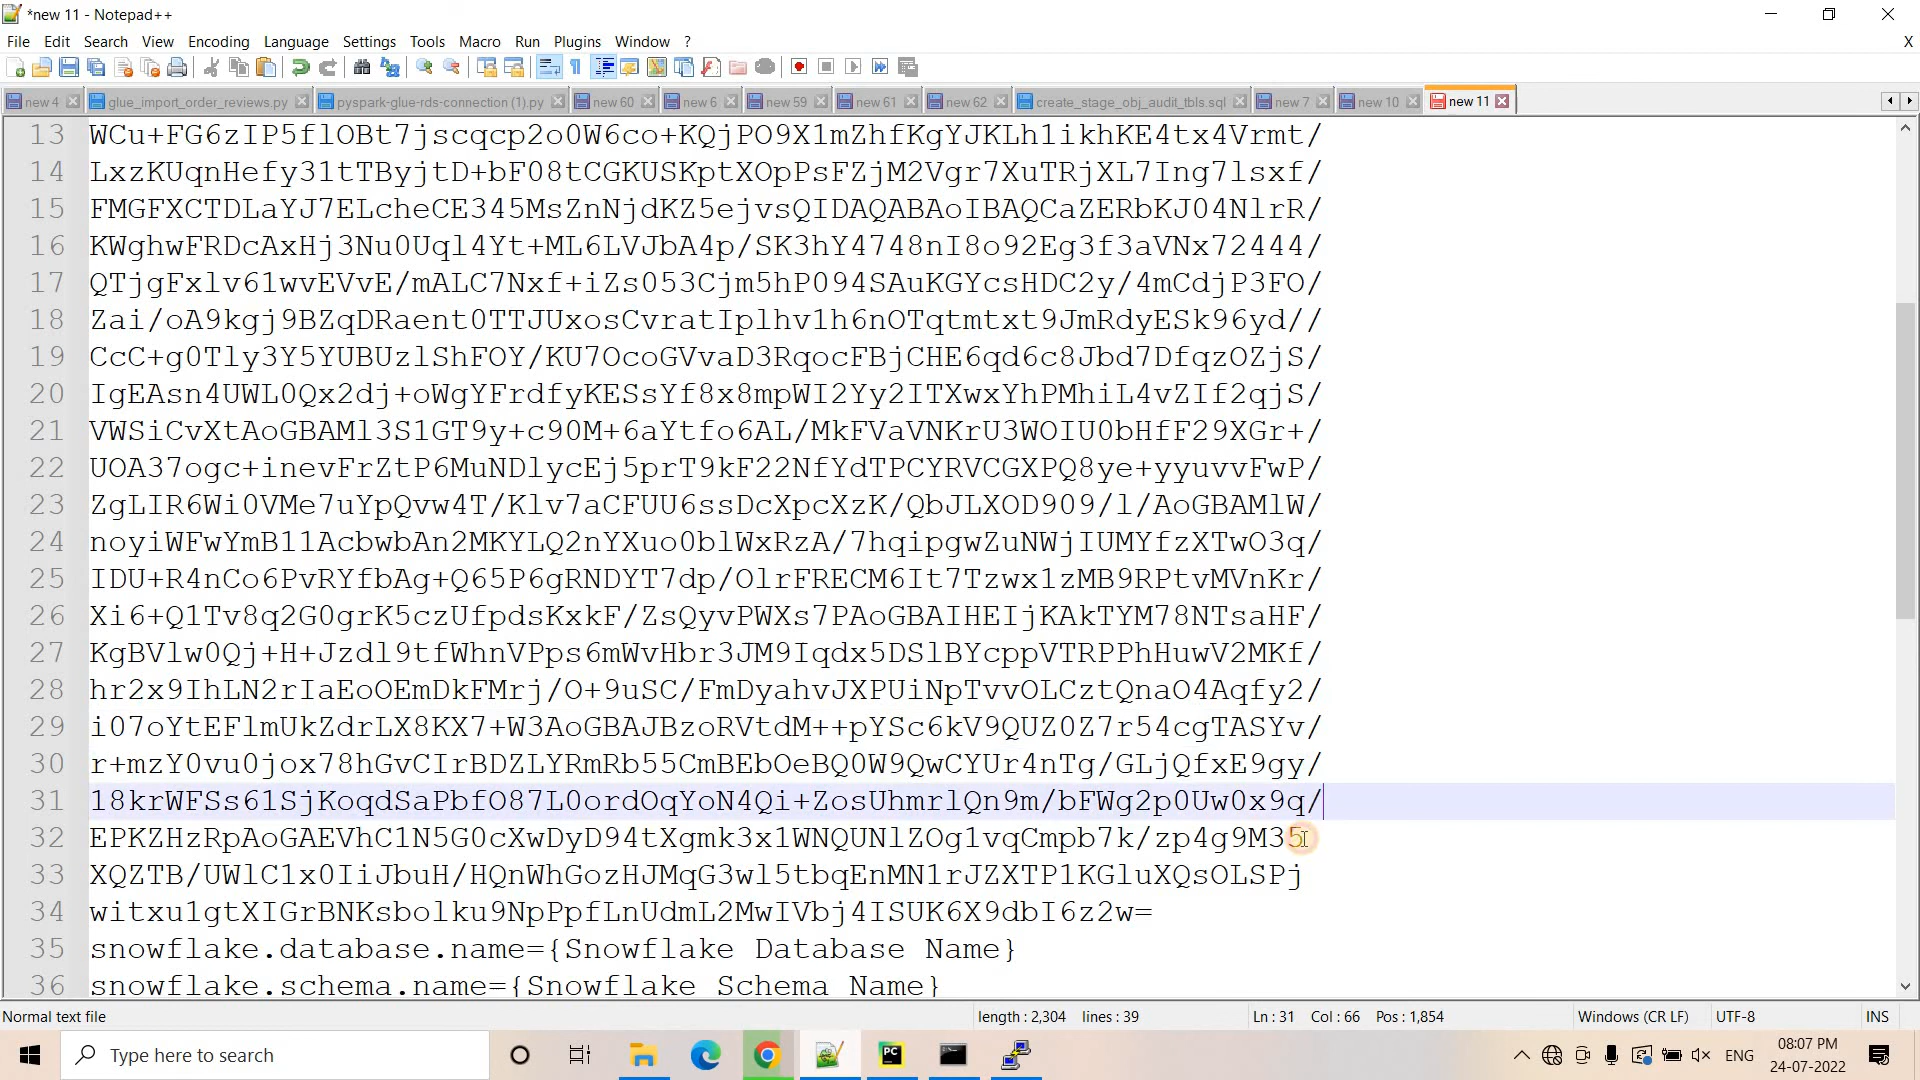 *new 11 - Notepad++
File Edit Search View Encoding Language Settings Tools Macro Run Plugins Window ? X
new 4 glue_import_order_reviews.py pyspark-glue-rds-connection (1).py new 60 new 6 new 59 new 61 new 62 create_stage_obj_audit_tbls.sql new 7 new 10 new 11
13 WCu+FG6zIP5flOBt7jscqcp2o0W6co+KQjPO9X1mZhfKgYJKLh1ikhKE4tx4Vrmt/
14 LxzKUqnHefy31tTByjtD+bF08tCGKUSKptXOpPsFZjM2Vgr7XuTRjXL7Ing7lsxf/
15 FMGFXCTDLaYJ7ELcheCE345MsZnNjdKZ5ejvsQIDAQABAoIBAQCaZERbKJ04NlrR/
16 KWghwFRDcAxHj3Nu0Uql4Yt+ML6LVJbA4p/SK3hY4748nI8o92Eg3f3aVNx72444/
17 QTjgFxlv61wvEVvE/mALC7Nxf+iZs053Cjm5hP094SAuKGYcsHDC2y/4mCdjP3FO/
18 Zai/oA9kgj9BZqDRaent0TTJUxosCvratIplhv1h6nOTqtmtxt9JmRdyESk96yd//
19 CcC+g0Tly3Y5YUBUzlShFOY/KU7OcoGVvaD3RqocFBjCHE6qd6c8Jbd7DfqzOZjS/
20 IgEAsn4UWL0Qx2dj+oWgYFrdfyKESsYf8x8mpWI2Yy2ITXwxYhPMhiL4vZIf2qjS/
21 VWSiCvXtAoGBAMl3S1GT9y+c90M+6aYtfo6AL/MkFVaVNKrU3WOIU0bHfF29XGr+/
22 UOA37ogc+inevFrZtP6MuNDlycEj5prT9kF22NfYdTPCYRVCGXPQ8ye+yyuvvFwP/
23 ZgLIR6Wi0VMe7uYpQvw4T/Klv7aCFUU6ssDcXpcXzK/QbJLXOD909/l/AoGBAMlW/
24 noyiWFwYmB11AcbwbAn2MKYLQ2nYXuo0blWxRzA/7hqipgwZuNWjIUMYfzXTwO3q/
25 IDU+R4nCo6PvRYfbAg+Q65P6gRNDYT7dp/OlrFRECM6It7Tzwx1zMB9RPtvMVnKr/
26 Xi6+Q1Tv8q2G0grK5czUfpdsKxkF/ZsQyvPWXs7PAoGBAIHEIjKAkTYM78NTsaHF/
27 KgBVlw0Qj+H+Jzdl9tfWhnVPps6mWvHbr3JM9Iqdx5DSlBYcppVTRPPhHuwV2MKf/
28 hr2x9IhLN2rIaEoOEmDkFMrj/O+9uSC/FmDyahvJXPUiNpTvvOLCztQnaO4Aqfy2/
29 i07oYtEFlmUkZdrLX8KX7+W3AoGBAJBzoRVtdM++pYSc6kV9QUZ0Z7r54cgTASYv/
30 r+mzY0vu0jox78hGvCIrBDZLYRmRb55CmBEbOeBQ0W9QwCYUr4nTg/GLjQfxE9gy/
31 18krWFSs61SjKoqdSaPbfO87L0ordOqYoN4Qi+ZosUhmrlQn9m/bFWg2p0Uw0x9q/
32 EPKZHzRpAoGAEVhC1N5G0cXwDyD94tXgmk3x1WNQUNlZOg1vqCmpb7k/zp4g9M35
33 XQZTB/UWlC1x0IiJbuH/HQnWhGozHJMqG3wl5tbqEnMN1rJZXTP1KGluXQsOLSPj
34 witxu1gtXIGrBNKsbolku9NpPpfLnUdmL2MwIVbj4ISUK6X9dbI6z2w=
35 snowflake.database.name={Snowflake Database Name}
36 snowflake.schema.name={Snowflake Schema Name}
Normal text file length : 2,304 lines : 39 Ln : 31 Col : 66 Pos : 1,854 Windows (CR LF) UTF-8 INS
Type here to search ENG 08:07 PM
24-07-2022